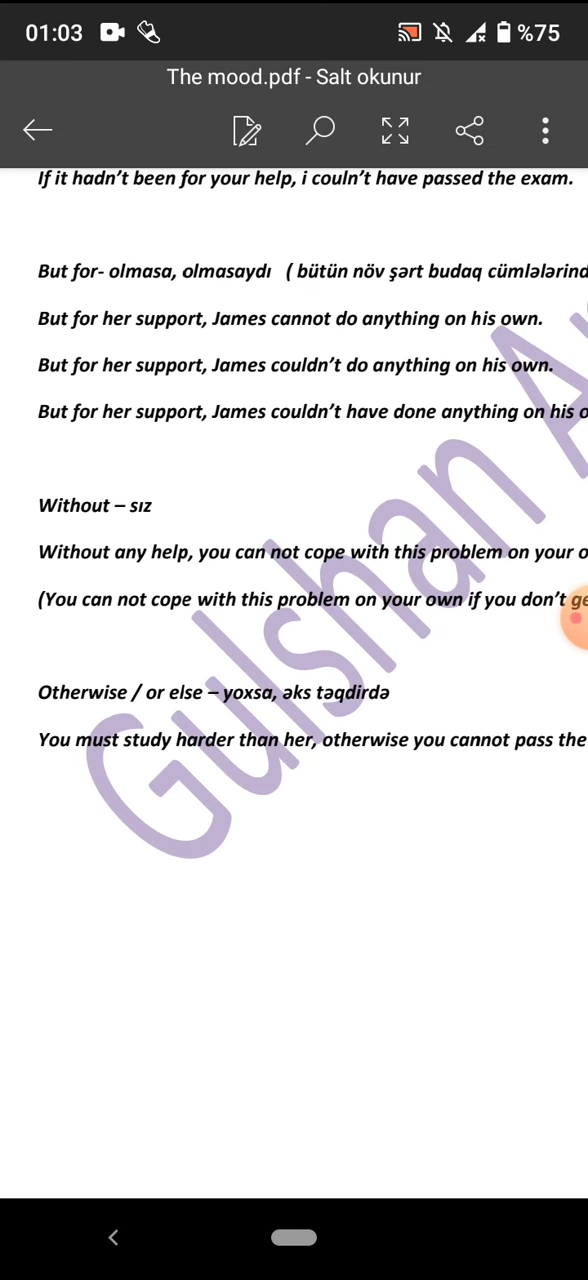 01:03 %75
The mood.pdf - Salt okunur
If it hadn't been for your help, i couln't have passed the exam.
But for- olmasa, olmasaydı ( bütün növ şərt budaq cümlələrind
But for her support, James cannot do anything on his own.
But for her support, James couldn't do anything on his own.
But for her support, James couldn't have done anything on his o
Without – sız
Without any help, you can not cope with this problem on your o
(You can not cope with this problem on your own if you don't ge
Otherwise / or else – yoxsa, əks təqdirdə
You must study harder than her, otherwise you cannot pass the
Gulshan A